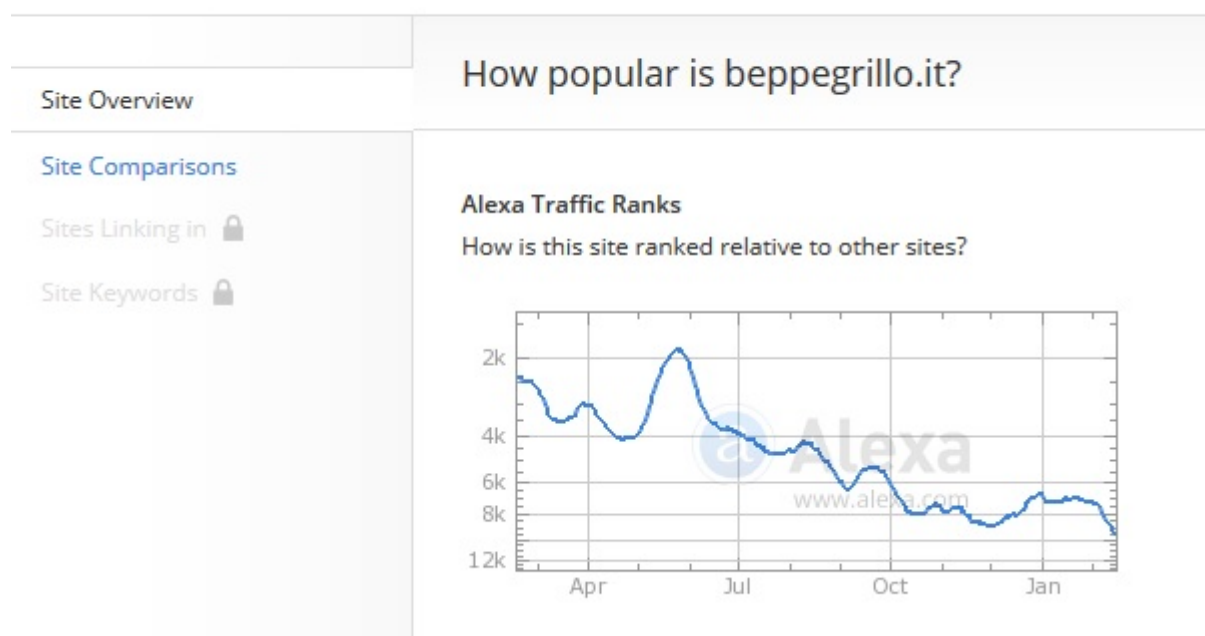 How popular is beppegrillo.it?
Site Overview
Site Comparisons
Sites Linking in
Site Keywords
Alexa Traffic Ranks
How is this site ranked relative to other sites?
2k
4k
6k
8k
12k
a Alexa
www.alexa.com
Apr Jul Oct Jan